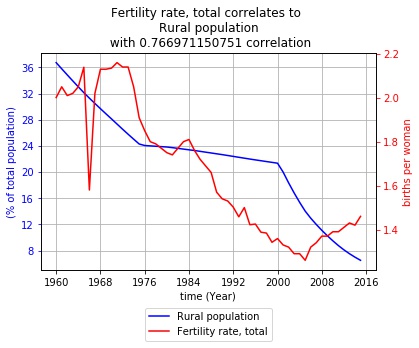 Fertility rate, total correlates to
Rural population
with 0.766971150751 correlation
36
32
28
24
20
16
12
8
(% of total population)
2.2
2.0
1.8
1.6
1.4
births per woman
1960 1968 1976 1984 1992 2000 2008 2016
time (Year)
Rural population
Fertility rate, total